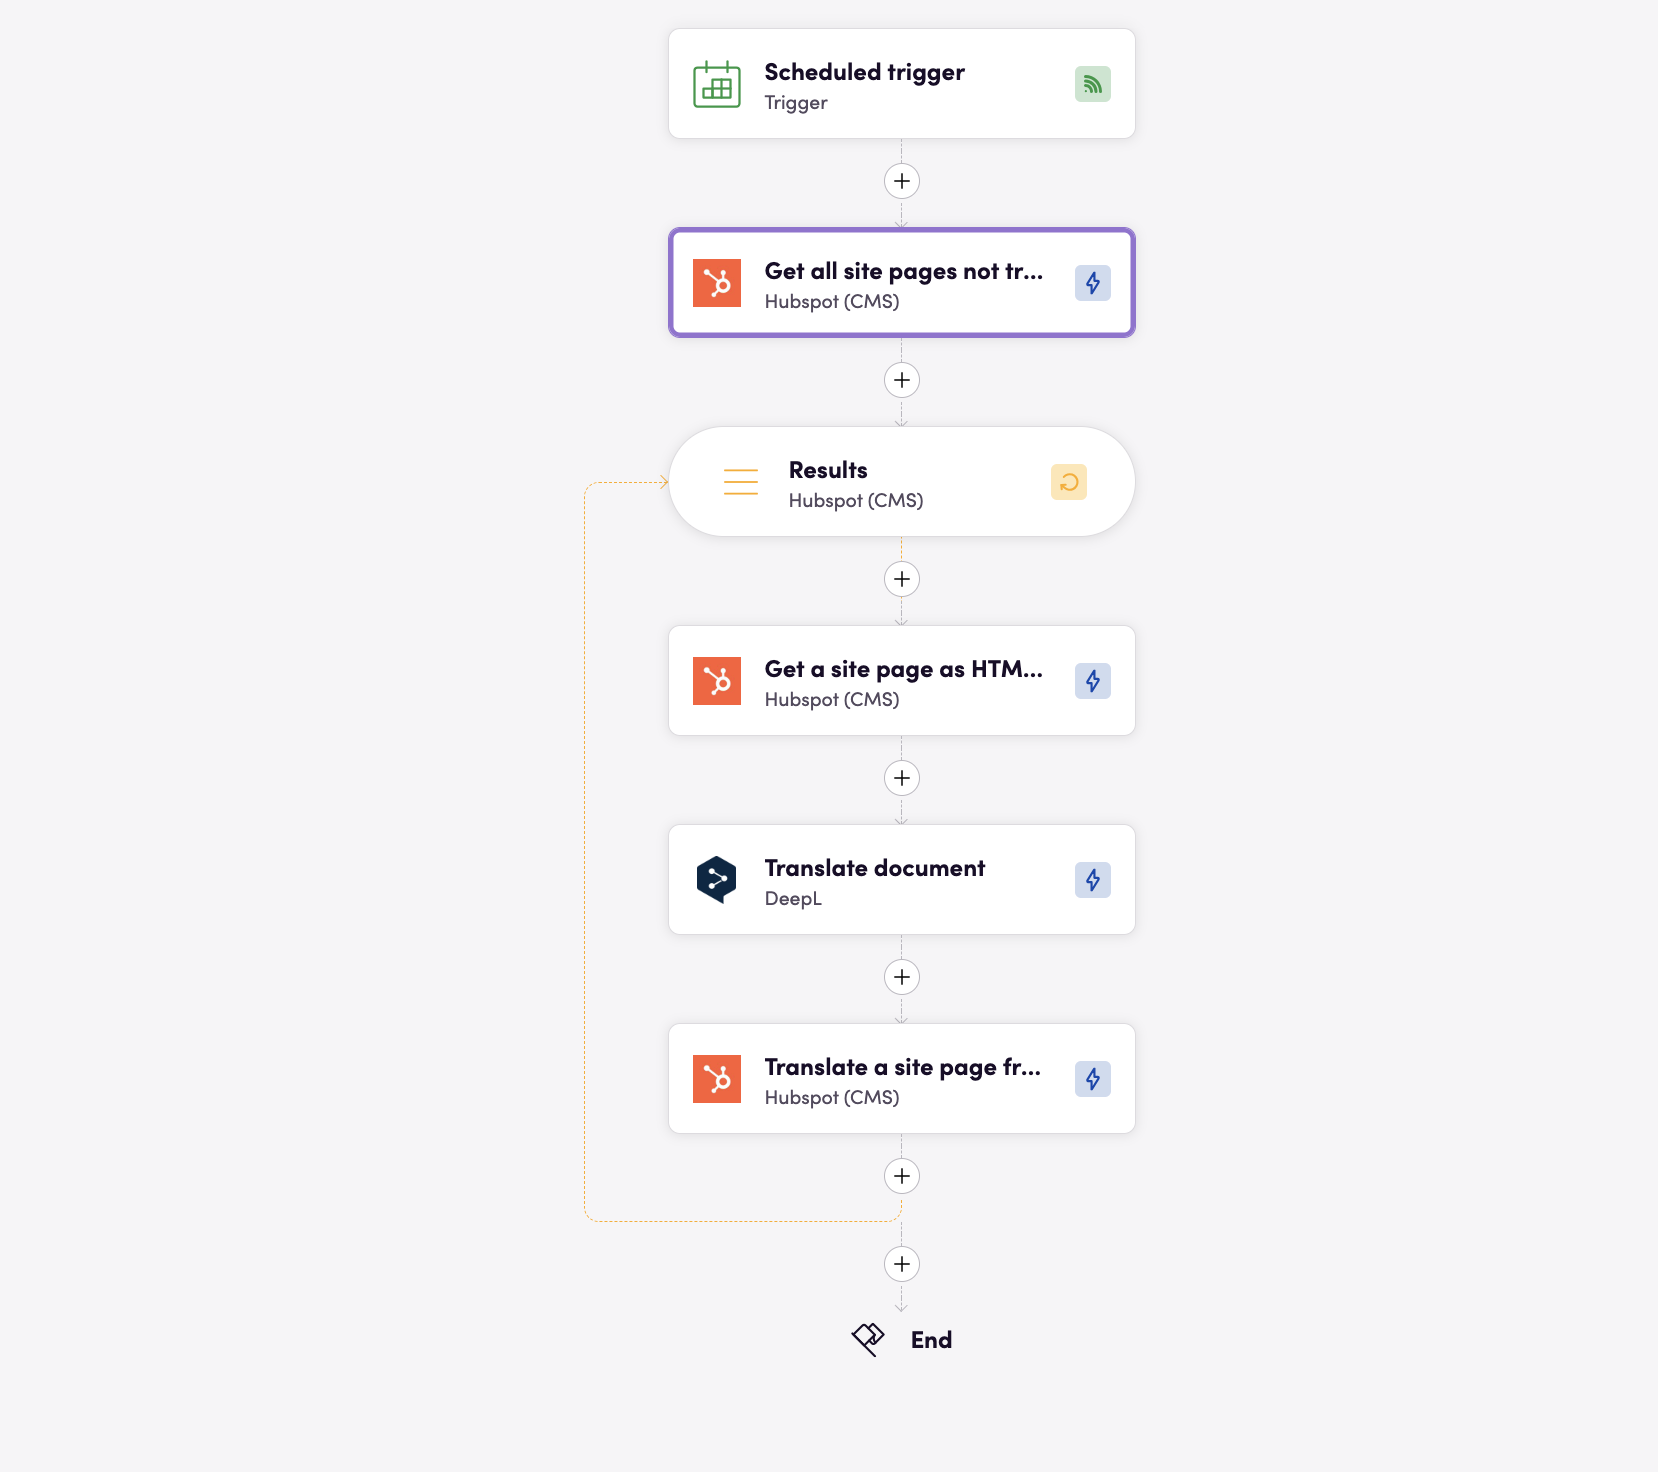 Scheduled trigger
Trigger
Get all site pages not tr...
Hubspot (CMS)
Results
Hubspot (CMS)
Get a site page as HTM...
Hubspot (CMS)
Translate document
DeepL
Translate a site page fr...
Hubspot (CMS)
End